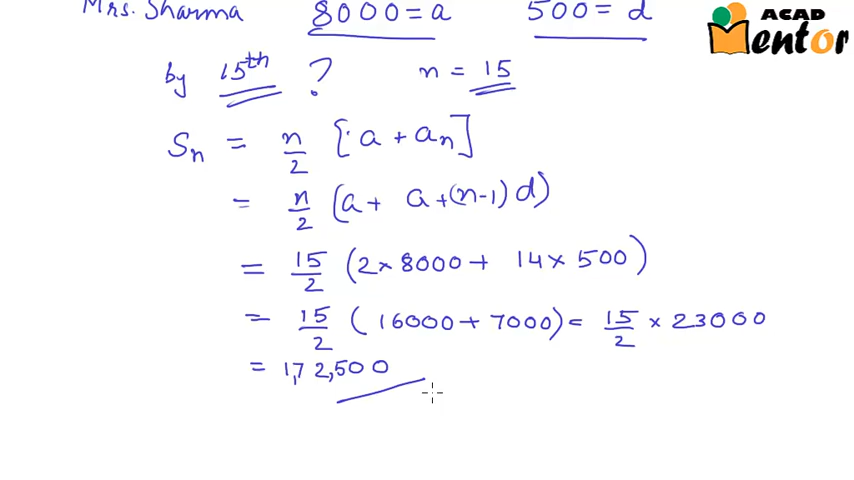 Mrs. Sharma 8000 = a 500 = d
ACAD
Mentor
by 15th ? n = 15
Sn = n/2 [a + an]
= n/2 (a + a + (n-1) d)
= 15/2 (2 × 8000 + 14 × 500)
= 15/2 (16000 + 7000) = 15/2 × 23000
= 1,72,500